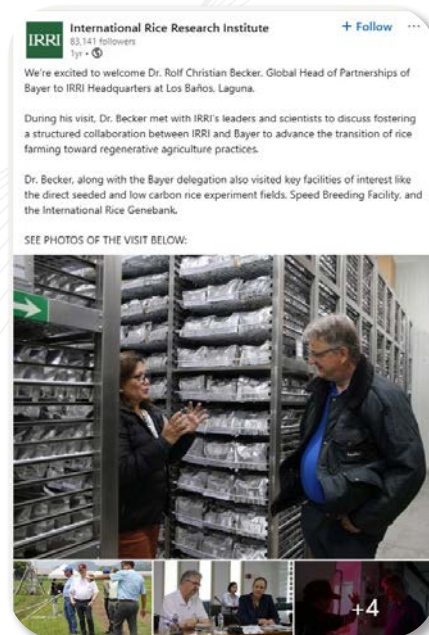 IRRI
International Rice Research Institute
+ Follow ...
83,141 followers
1yr •
We're excited to welcome Dr. Rolf Christian Becker, Global Head of Partnerships of
Bayer to IRRI Headquarters at Los Baños, Laguna.
During his visit, Dr. Becker met with IRRI's leaders and scientists to discuss fostering
a structured collaboration between IRRI and Bayer to advance the transition of rice
farming toward regenerative agriculture practices.
Dr. Becker, along with the Bayer delegation also visited key facilities of interest like
the direct seeded and low carbon rice experiment fields, Speed Breeding Facility, and
the International Rice Genebank.
SEE PHOTOS OF THE VISIT BELOW:
+4